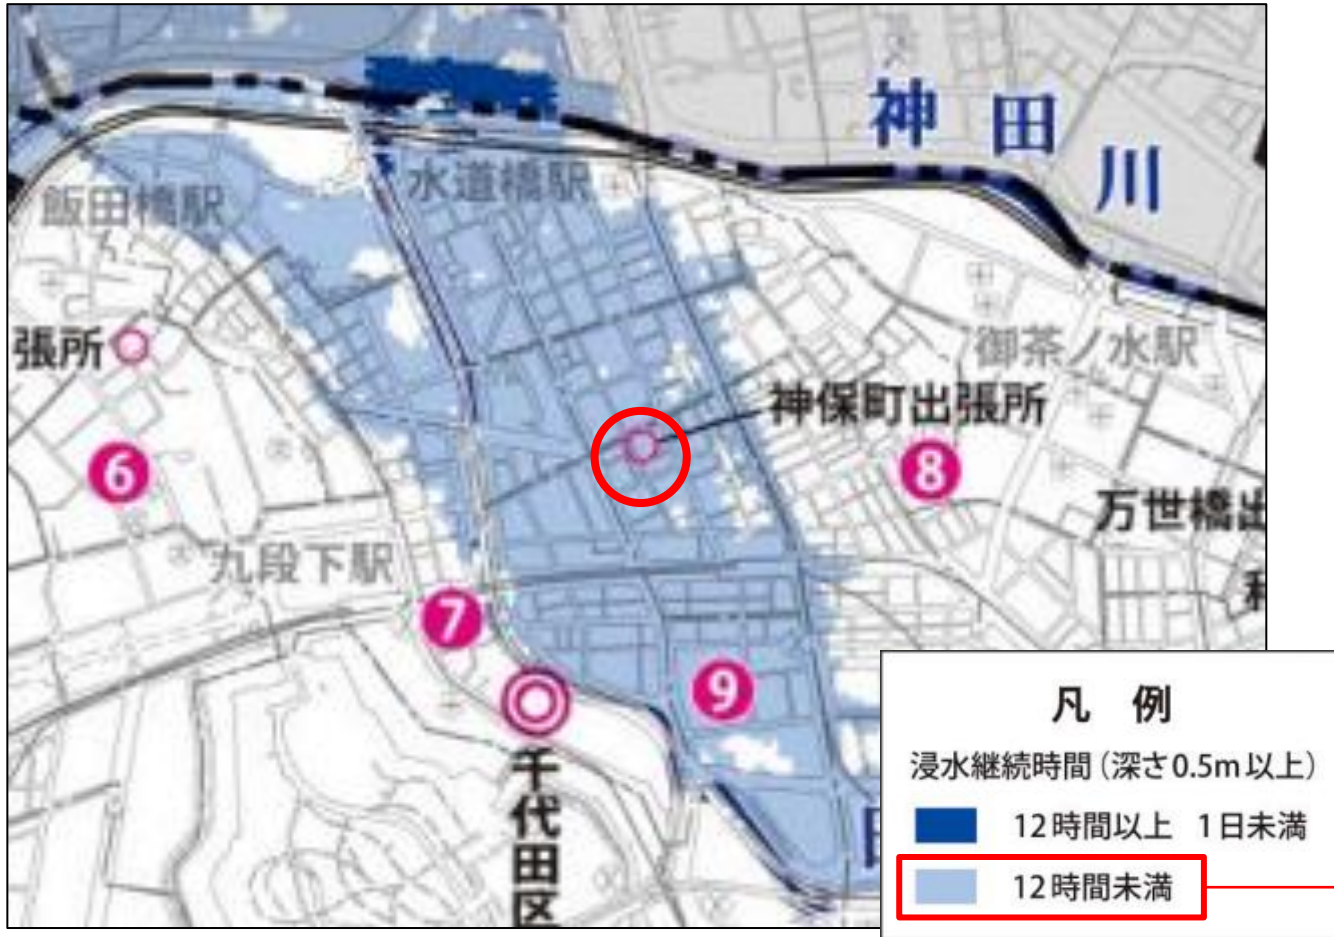 神田川
水道橋駅
飯田橋駅
御茶ノ水駅
張所
神保町出張所
6
8
万世橋出
九段下駅
7
9
千代田区
凡 例
浸水継続時間（深さ0.5m以上）
12時間以上 1日未満
12時間未満